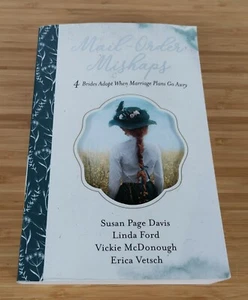 Mail-Order
Mishaps
4 Brides Adapt When Marriage Plans Go Awry
Susan Page Davis
Linda Ford
Vickie McDonough
Erica Vetsch